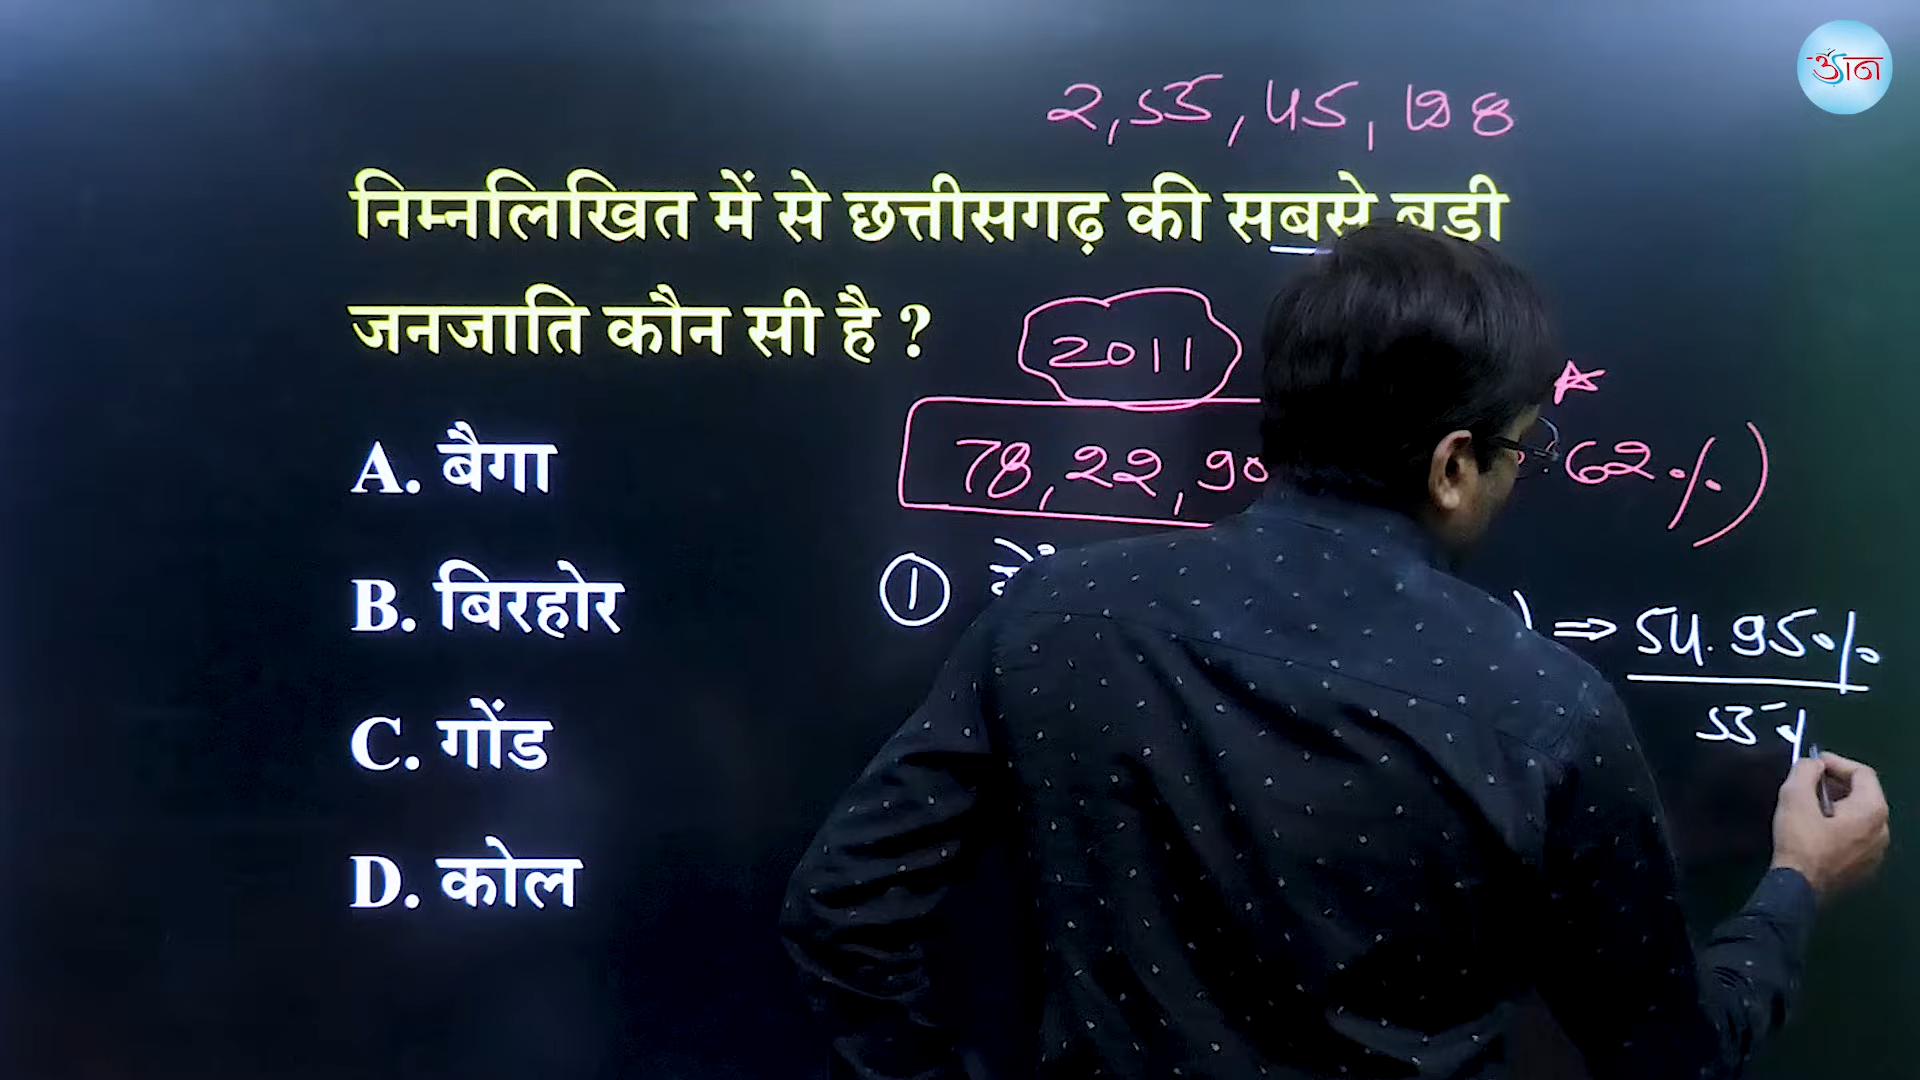 ज्ञान
2,55,45,198
निम्नलिखित में से छत्तीसगढ़ की सबसे बड़ी
जनजाति कौन सी है ?
2011
78,22,90
62%)
A. बैगा
1
) ⇒ 54.95%
55
B. बिरहोर
C. गोंड
D. कोल